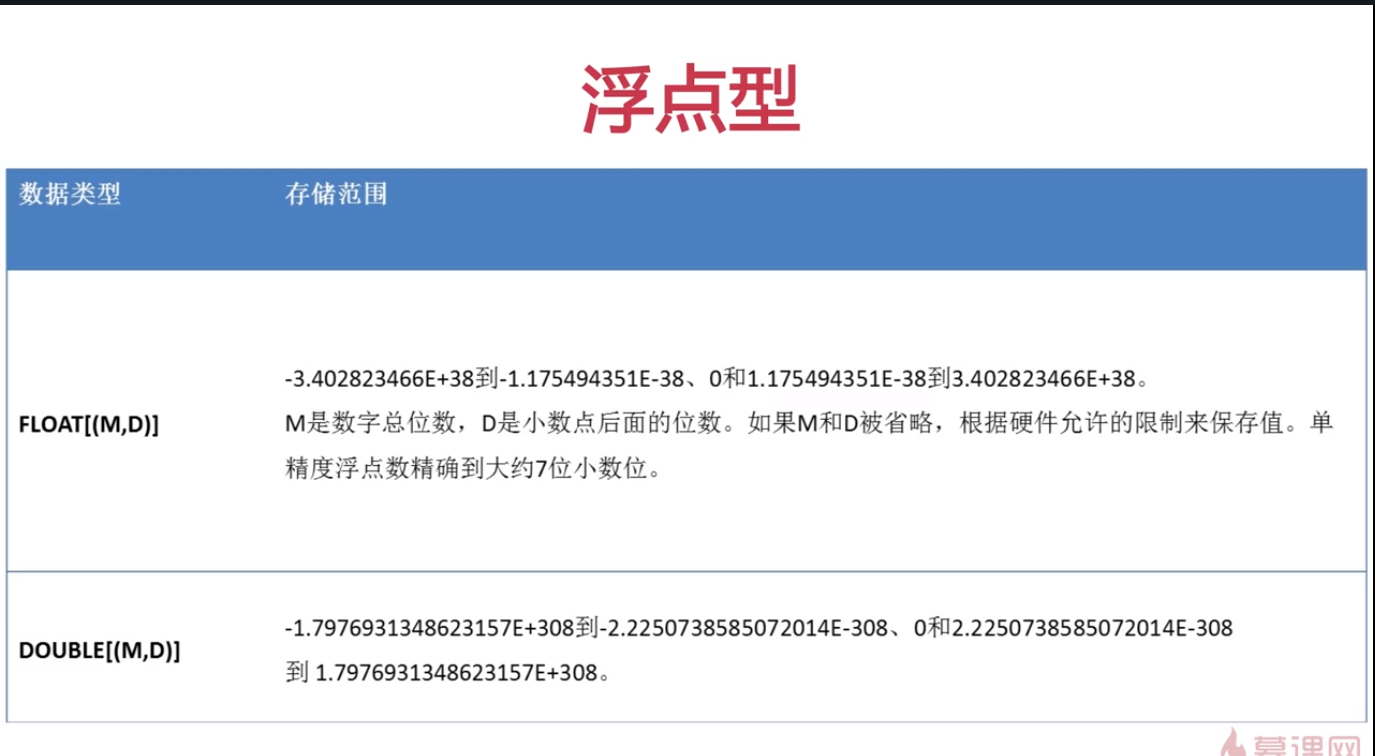 浮点型
数据类型
存储范围
FLOAT[(M,D)]
-3.402823466E+38到-1.175494351E-38、0和1.175494351E-38到3.402823466E+38。
M是数字总位数，D是小数点后面的位数。如果M和D被省略，根据硬件允许的限制来保存值。单
精度浮点数精确到大约7位小数位。
DOUBLE[(M,D)]
-1.7976931348623157E+308到-2.2250738585072014E-308、0和2.2250738585072014E-308
到 1.7976931348623157E+308。
慕课网